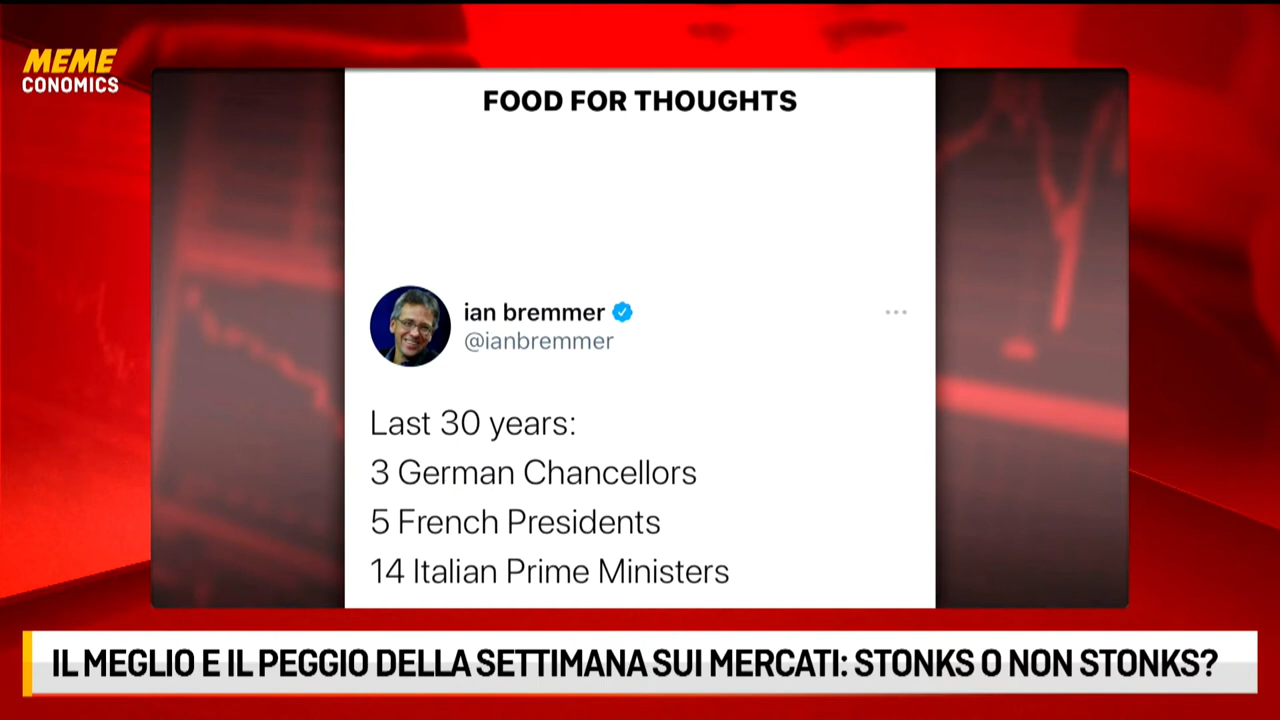 MEME
CONOMICS
FOOD FOR THOUGHTS
ian bremmer
@ianbremmer
Last 30 years:
3 German Chancellors
5 French Presidents
14 Italian Prime Ministers
IL MEGLIO E IL PEGGIO DELLA SETTIMANA SUI MERCATI: STONKS O NON STONKS?